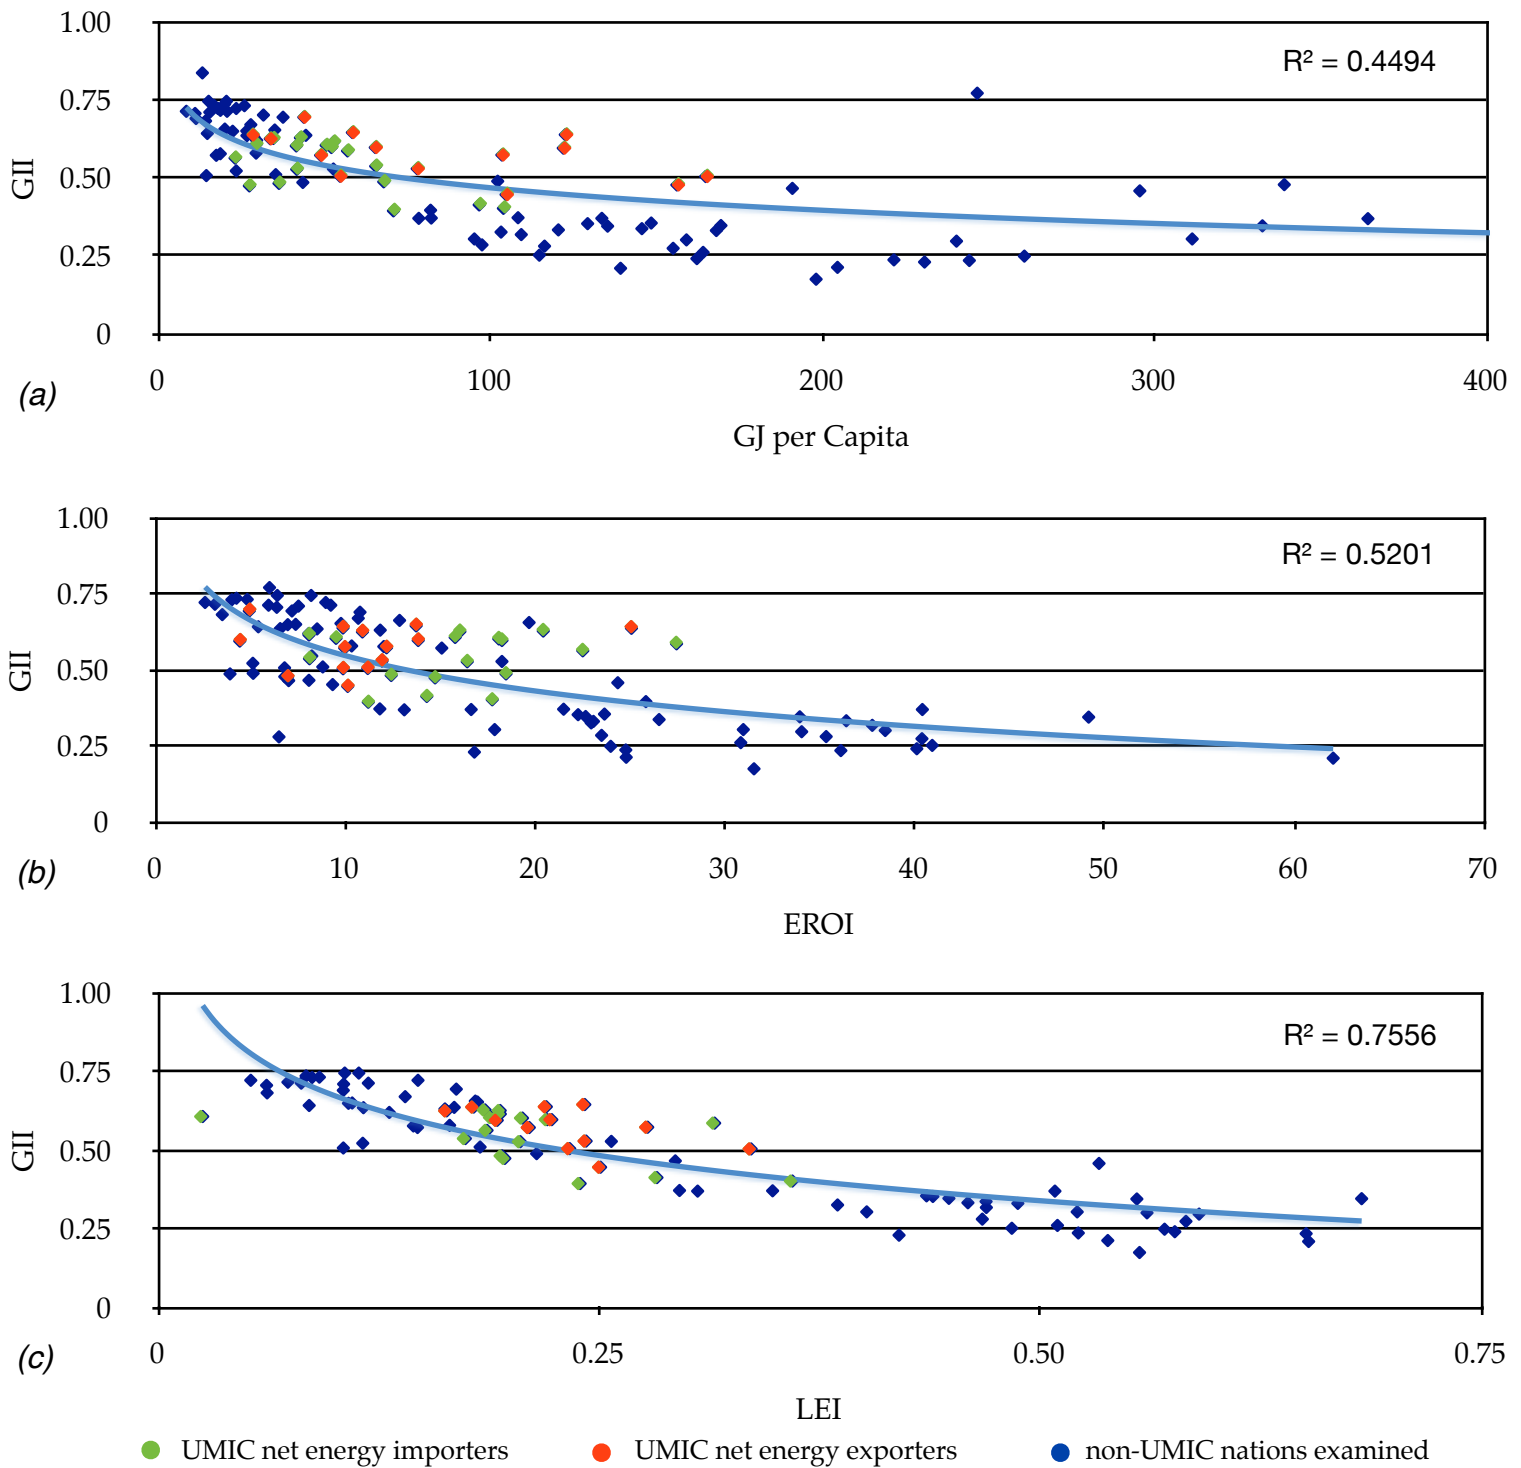 1.00
R² = 0.4494
0.75
GII
0.50
0.25
0
0 100 200 300 400
(a)
GJ per Capita
1.00
R² = 0.5201
0.75
GII
0.50
0.25
0
0 10 20 30 40 50 60 70
(b)
EROI
1.00
R² = 0.7556
0.75
GII
0.50
0.25
0
0 0.25 0.50 0.75
(c)
LEI
UMIC net energy importers UMIC net energy exporters non-UMIC nations examined